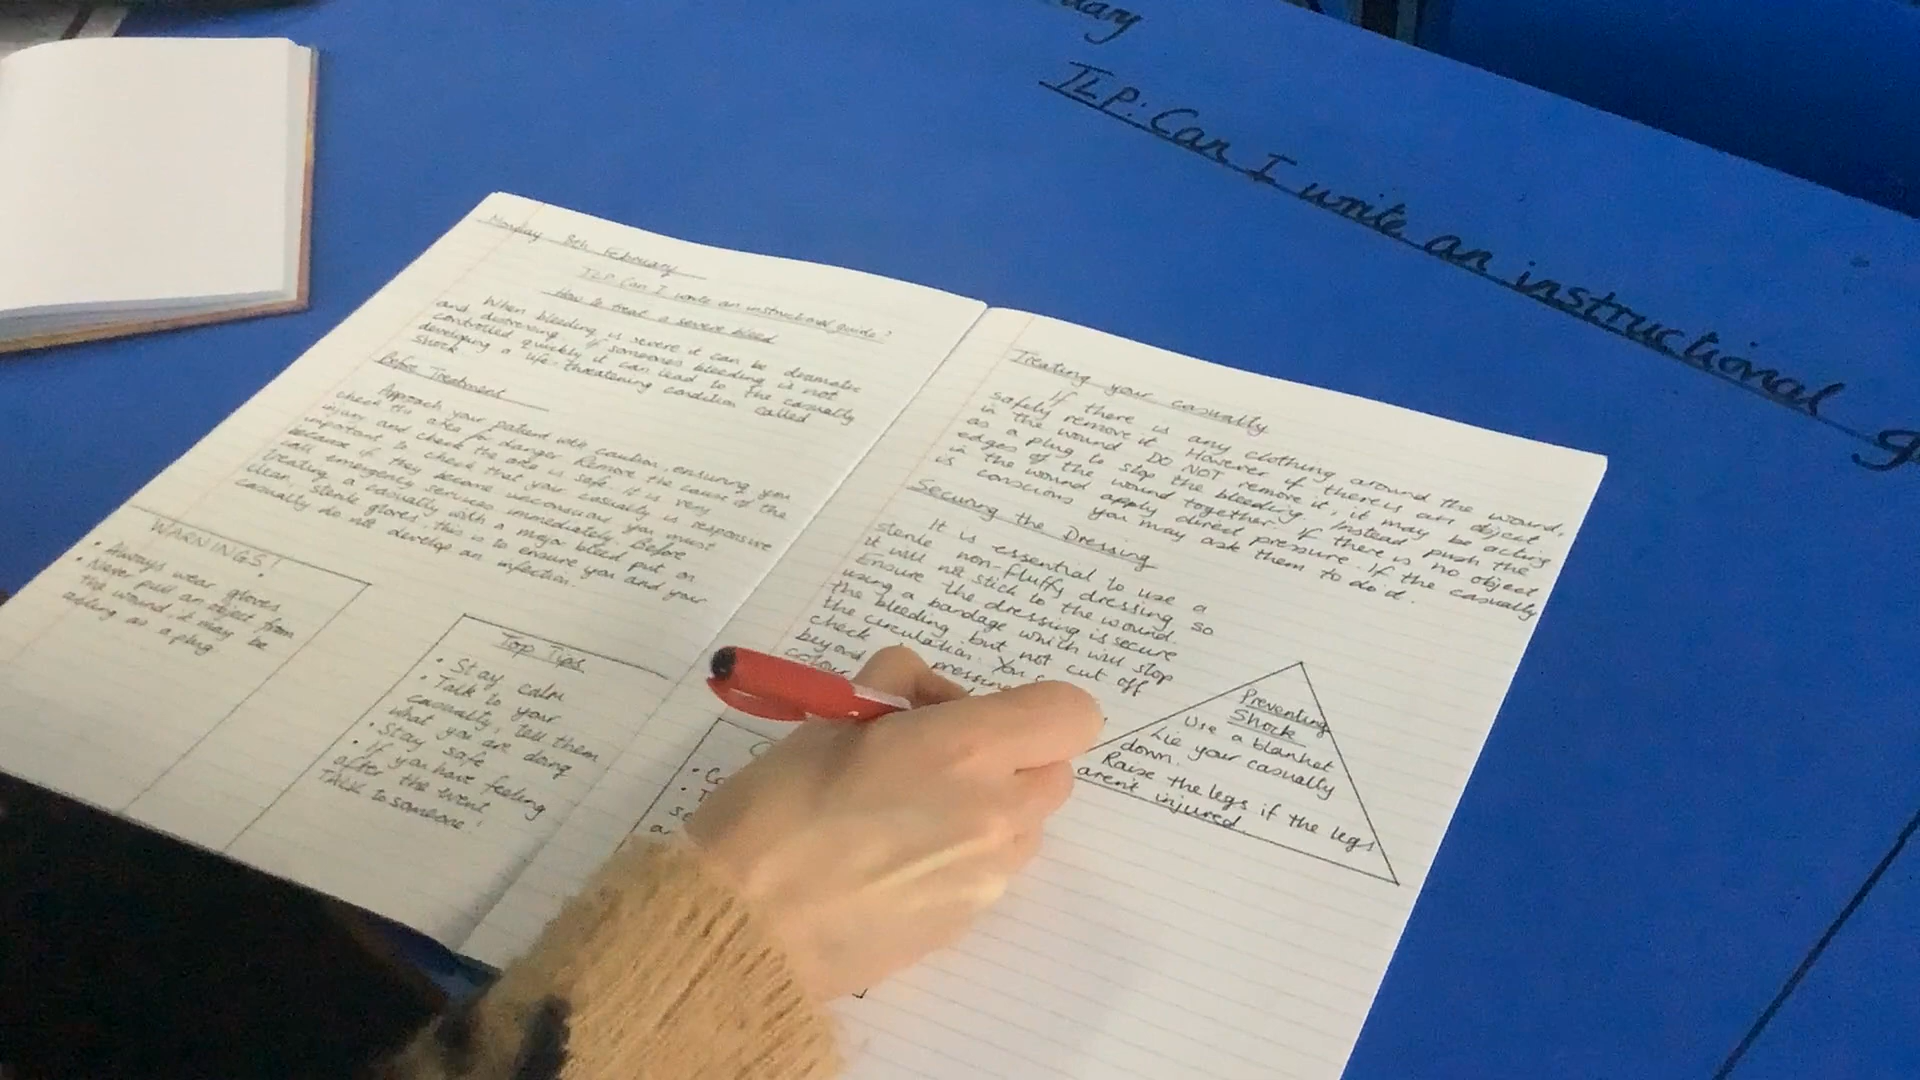 TLP: Can I write an instructional
Monday 8th February
TLP: Can I write an instructional guide?
How to treat a severe bleed
When bleeding is severe it can be dramatic
and distressing. If someones bleeding is not
controlled quickly it can lead to the casualty
developing a life-threatening condition called
shock.
Before Treatment
Approach your patient with caution, ensuring you
check the area for danger. Remove the cause of the
injury and check the area is safe. It is very
important to check that your casualty is responsive
because if they become unconscious, you must
call emergency services immediately. Before
treating a casualty with a major bleed put on
clean, sterile gloves, this is to ensure you and your
casualty do not develop an infection.
WARNINGS!
• Always wear gloves
• Never pull an object from
the wound, it may be
acting as a plug
Top Tips
• Stay calm
• Talk to your
casualty, tell them
what you are doing
• Stay safe
• If you have feeling
after the event
TALK to someone!
Treating your casualty
If there is any clothing around the wound,
safely remove it. However if there is an object
in the wound DO NOT remove it, it may be acting
as a plug to stop the bleeding. Instead push the
edges of the wound together. If there is no object
in the wound apply direct pressure. If the casualty
is conscious you may ask them to do it.
Securing the Dressing
It is essential to use a
sterile non-fluffy dressing so
it will not stick to the wound.
Ensure the dressing is secure
using a bandage which will stop
the bleeding but not cut off
the circulation. You
check
beyond pressing
colour
Preventing
Shock
Use a blanket
Lie your casualty
down.
Raise the legs if the legs
aren't injured.